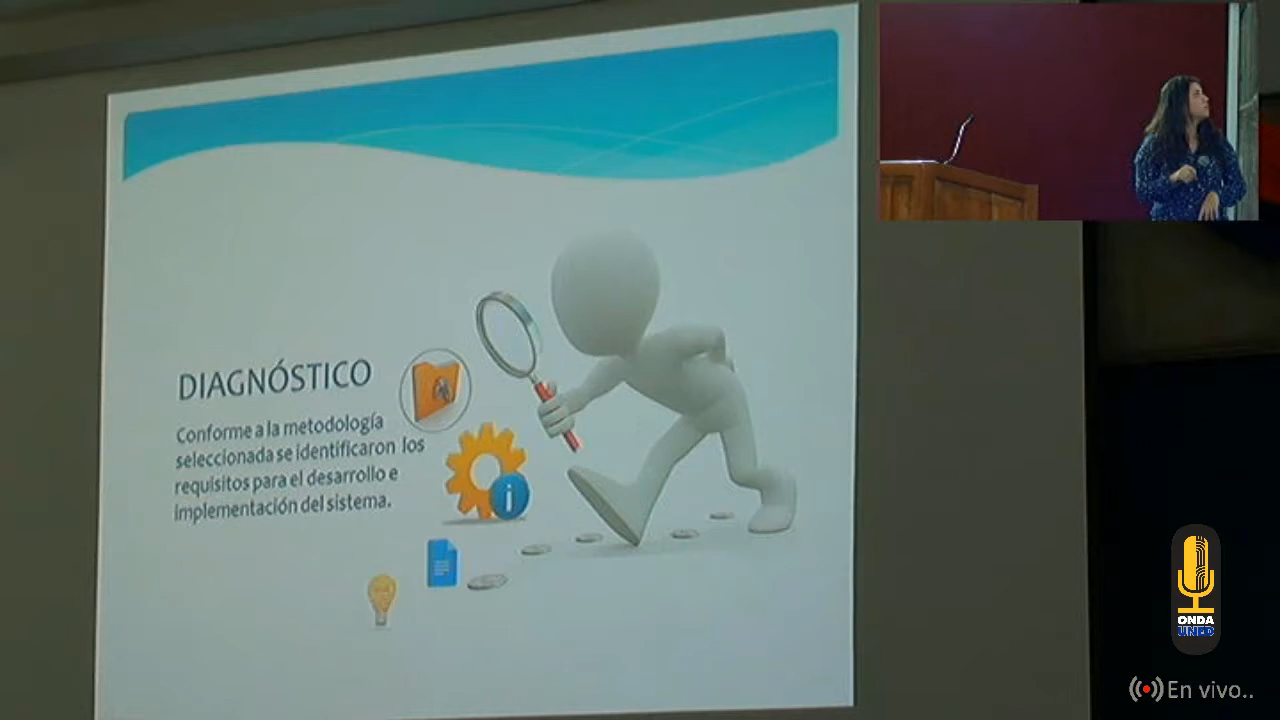 DIAGNÓSTICO
Conforme a la metodología
seleccionada se identificaron los
requisitos para el desarrollo e
implementación del sistema.
i
ONDA
UNED
En vivo..